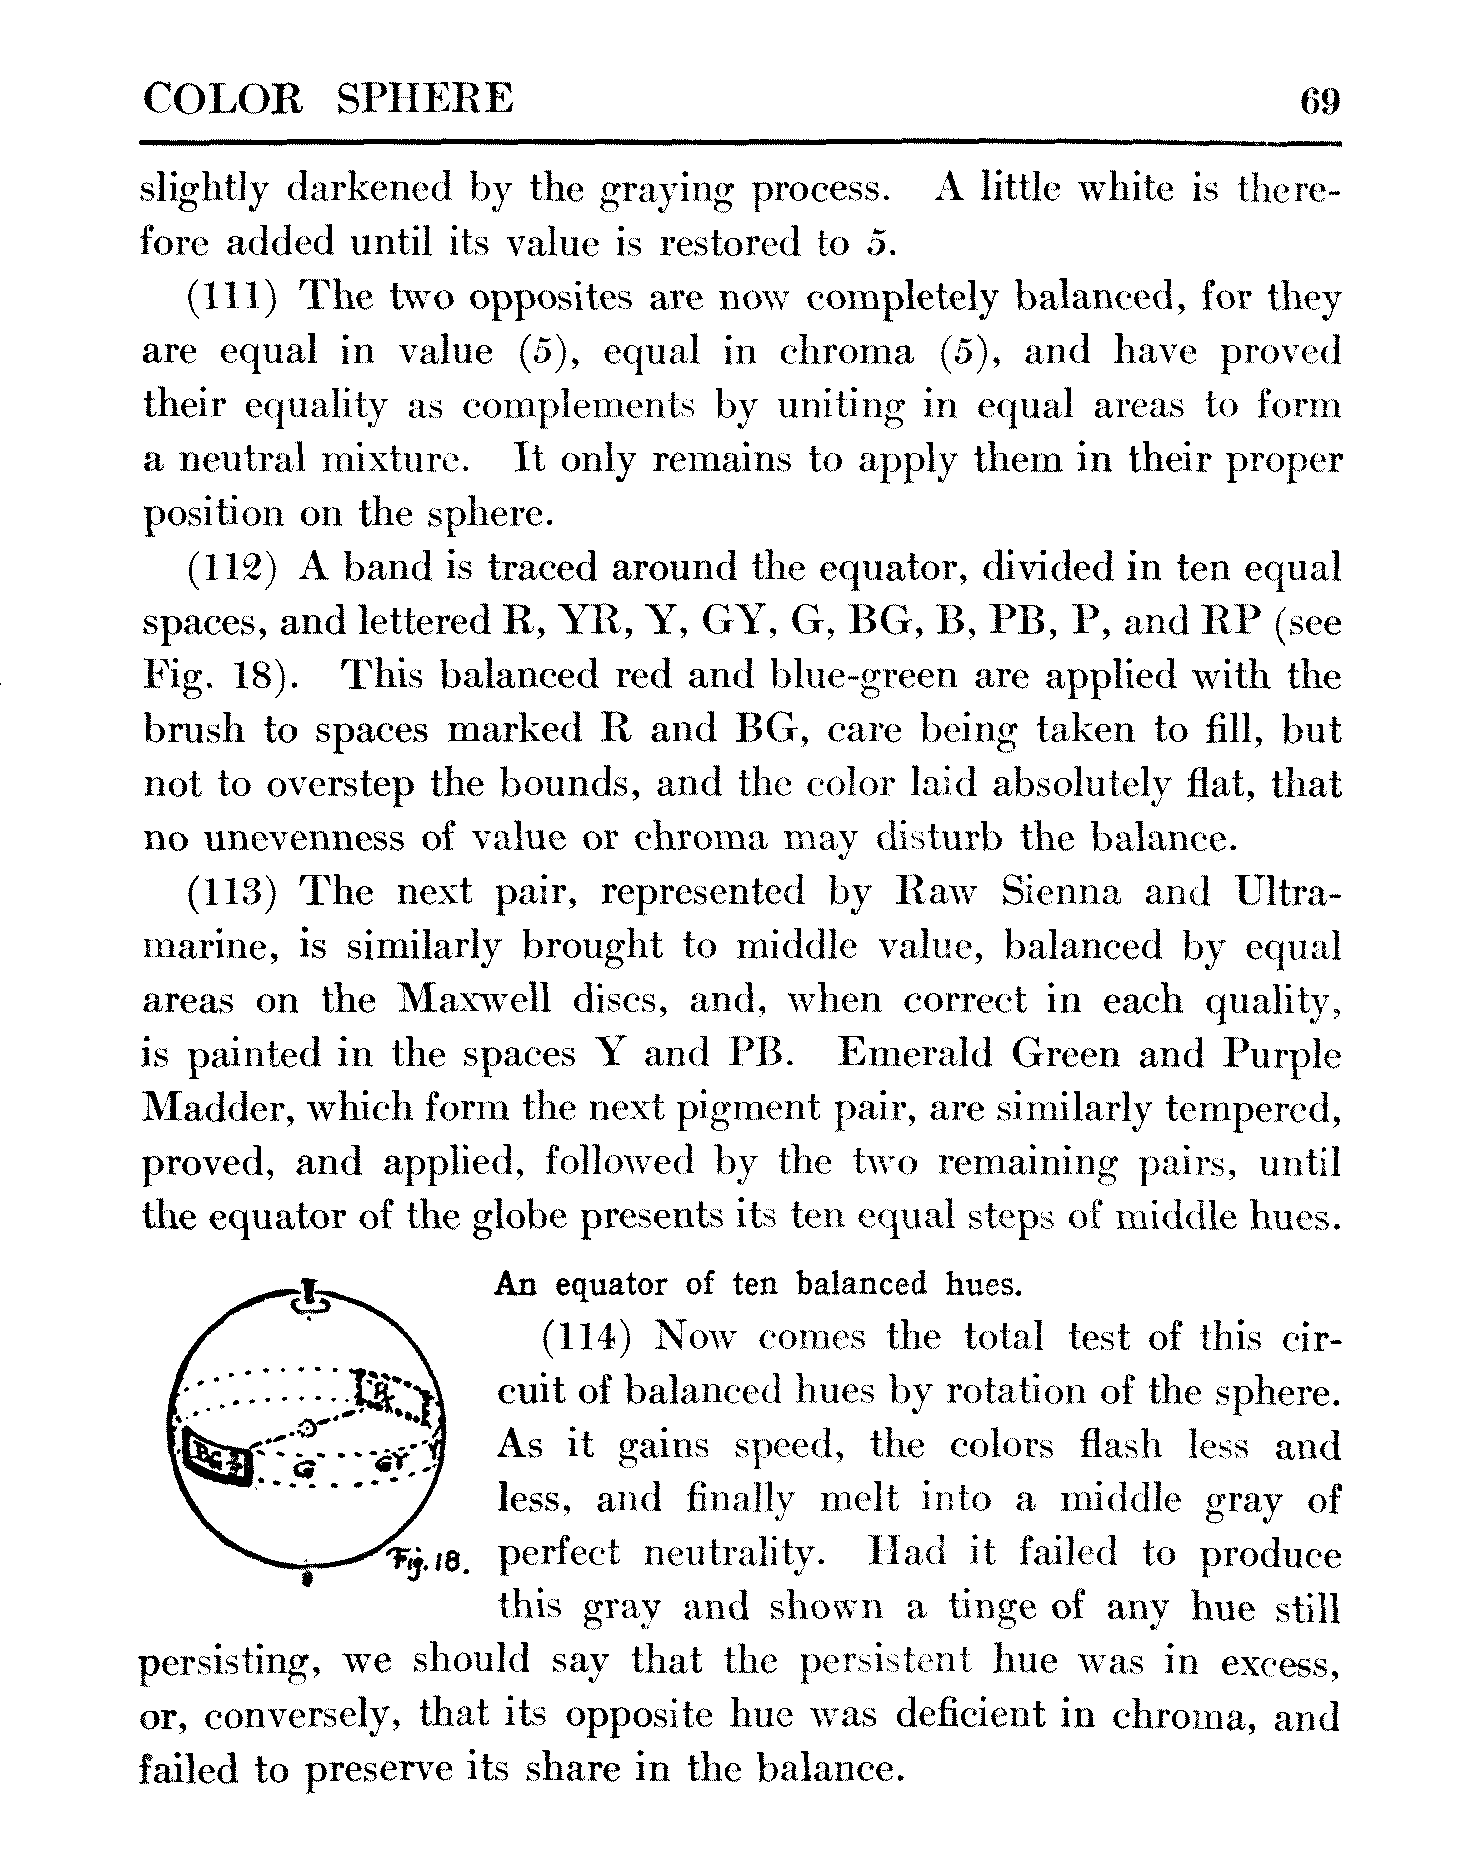 COLOR SPHERE 69
slightly darkened by the graying process. A little white is there-
fore added until its value is restored to 5.
(111) The two opposites are now completely balanced, for they
are equal in value (5), equal in chroma (5), and have proved
their equality as complements by uniting in equal areas to form
a neutral mixture. It only remains to apply them in their proper
position on the sphere.
(112) A band is traced around the equator, divided in ten equal
spaces, and lettered R, YR, Y, GY, G, BG, B, PB, P, and RP (see
Fig. 18). This balanced red and blue-green are applied with the
brush to spaces marked R and BG, care being taken to fill, but
not to overstep the bounds, and the color laid absolutely flat, that
no unevenness of value or chroma may disturb the balance.
(113) The next pair, represented by Raw Sienna and Ultra-
marine, is similarly brought to middle value, balanced by equal
areas on the Maxwell discs, and, when correct in each quality,
is painted in the spaces Y and PB. Emerald Green and Purple
Madder, which form the next pigment pair, are similarly tempered,
proved, and applied, followed by the two remaining pairs, until
the equator of the globe presents its ten equal steps of middle hues.
An equator of ten balanced hues.
(114) Now comes the total test of this cir-
cuit of balanced hues by rotation of the sphere.
As it gains speed, the colors flash less and
less, and finally melt into a middle gray of
perfect neutrality. Had it failed to produce
this gray and shown a tinge of any hue still
persisting, we should say that the persistent hue was in excess,
or, conversely, that its opposite hue was deficient in chroma, and
failed to preserve its share in the balance.
R
BG G GY Y
Fig. 18.